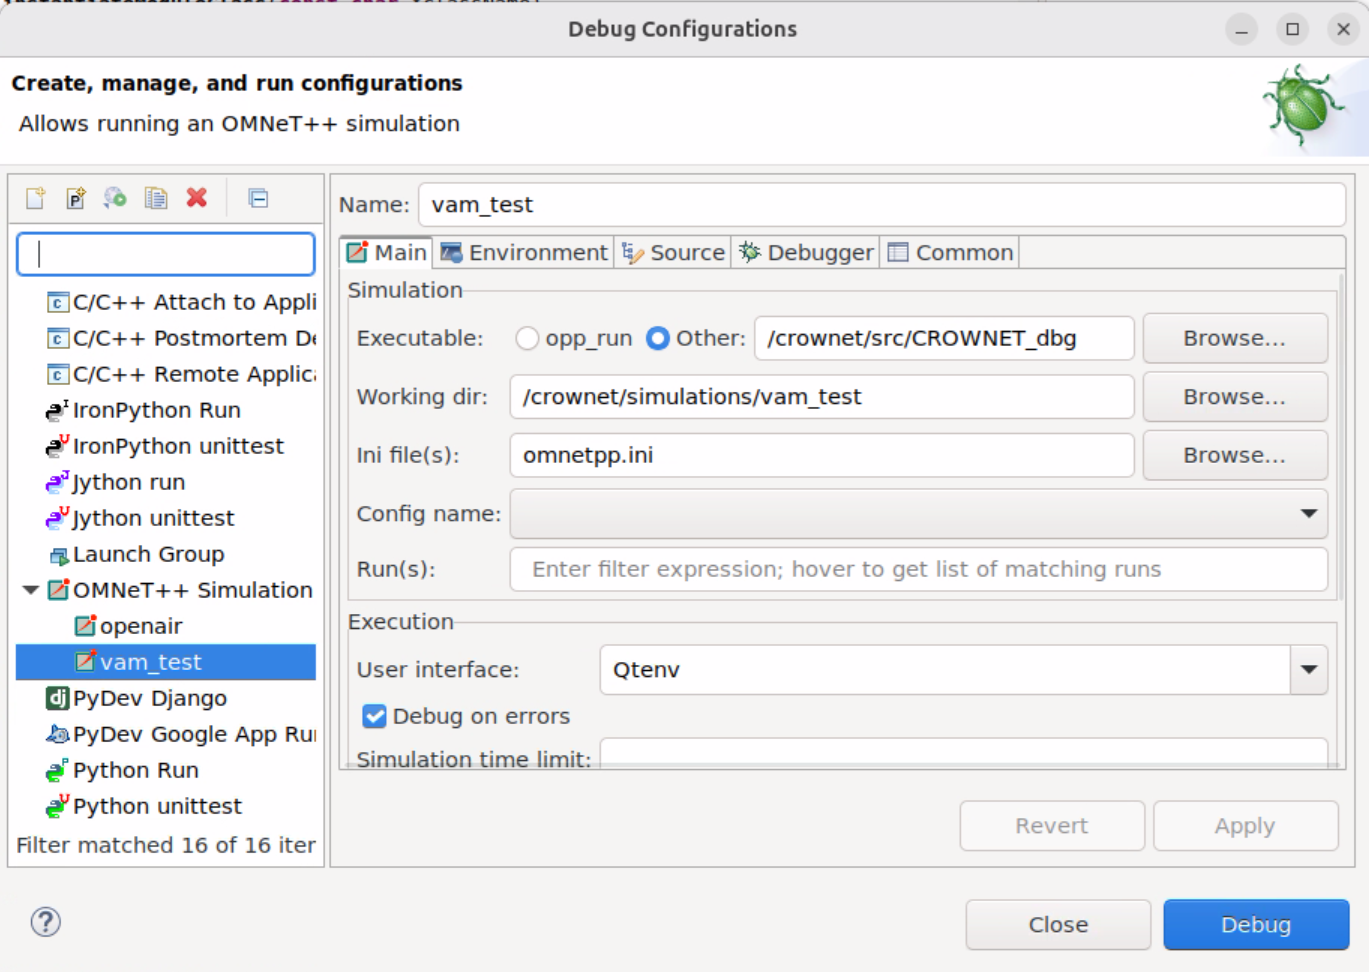 Debug Configurations
Create, manage, and run configurations
Allows running an OMNeT++ simulation
C/C++ Attach to Appli
C/C++ Postmortem De
C/C++ Remote Applica
IronPython Run
IronPython unittest
Jython run
Jython unittest
Launch Group
OMNeT++ Simulation
openair
vam_test
PyDev Django
PyDev Google App Ru
Python Run
Python unittest
Filter matched 16 of 16 iter
Name: vam_test
Main Environment Source Debugger Common
Simulation
Executable: opp_run Other: /crownet/src/CROWNET_dbg Browse...
Working dir: /crownet/simulations/vam_test Browse...
Ini file(s): omnetpp.ini Browse...
Config name:
Run(s): Enter filter expression; hover to get list of matching runs
Execution
User interface: Qtenv
Debug on errors
Simulation time limit:
Revert Apply
Close Debug